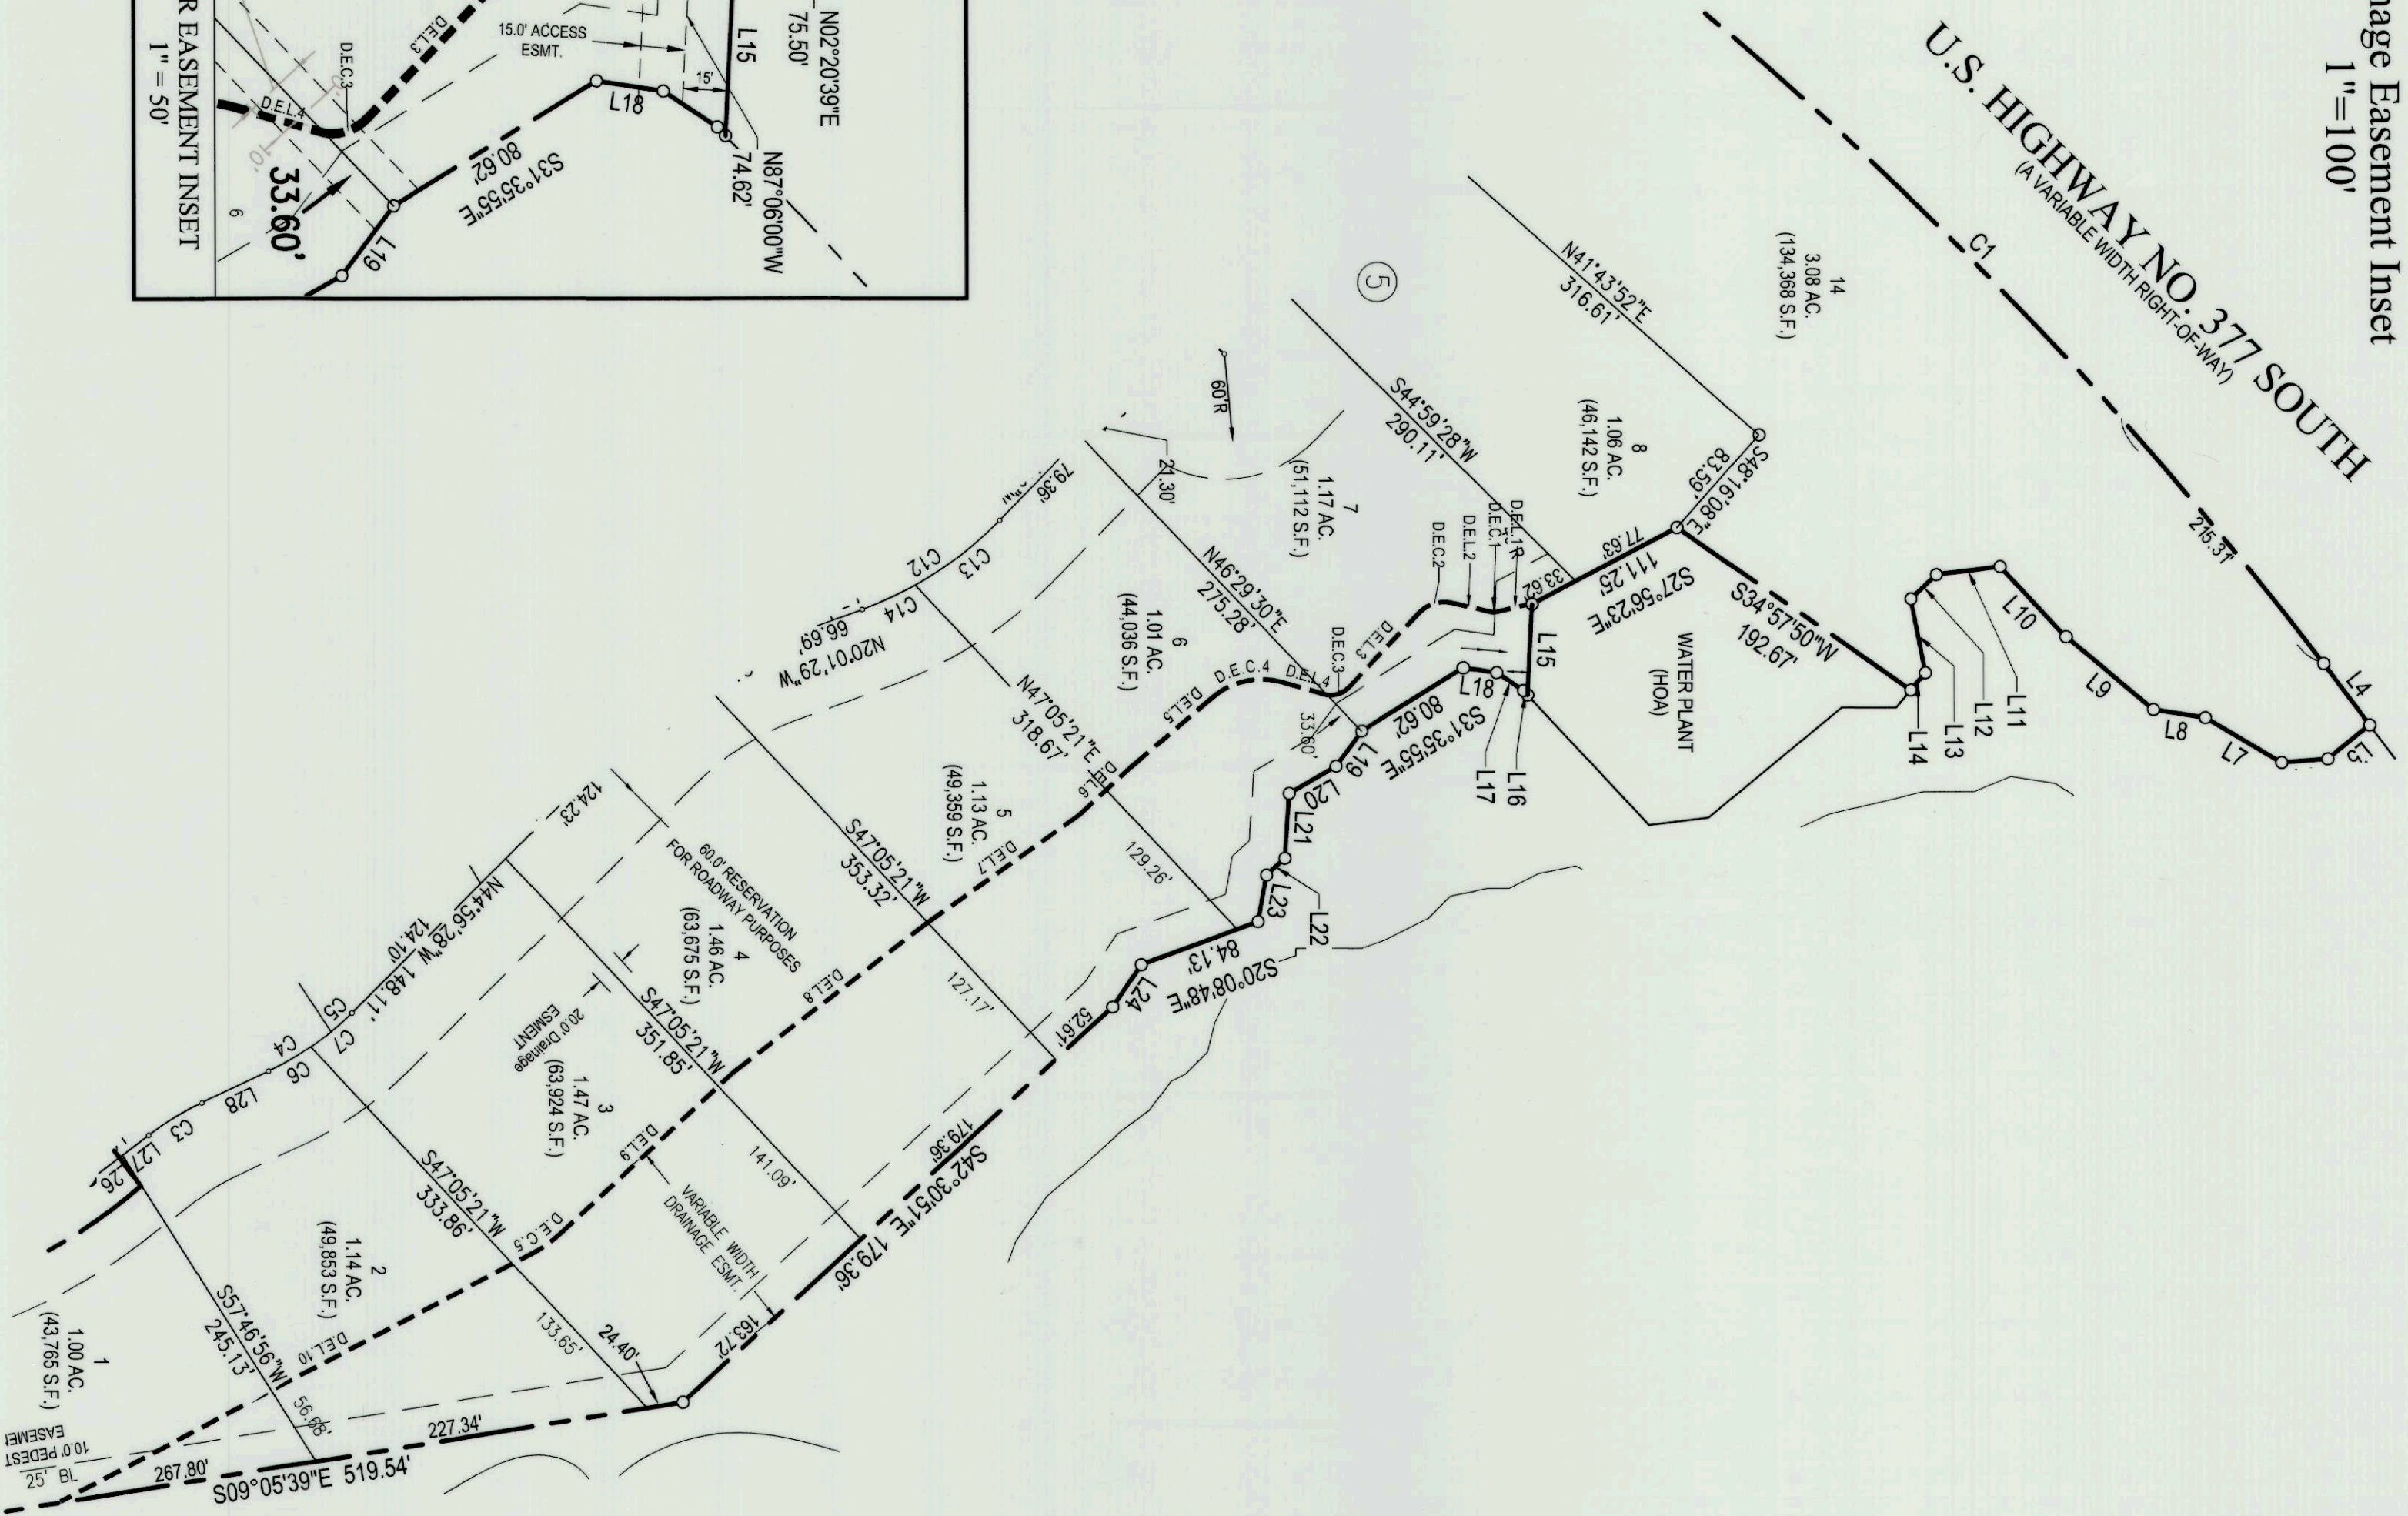 nage Easement Inset
1"=100'
U.S. HIGHWAY NO. 377 SOUTH
(A VARIABLE WIDTH RIGHT-OF-WAY)
C1
215.31'
L4
L7
L8
L9
L10
L11
L12
L13
L14
14
3.08 AC.
(134,368 S.F.)
N41°43'52"E
316.61'
S48°16'08"E
83.59'
8
1.06 AC.
(46,142 S.F.)
S44°59'28"W
290.11'
5
60'R
77.63'
111.25'
S27°56'23"E
33.62'
S34°57'50"W
192.67'
WATER PLANT
(HOA)
L15
L16
L17
L18
D.E.C.1
D.E.L.2
D.E.C.2
D.E.L.3
D.E.C.3
D.E.L.4
D.E.C.4
D.E.L.5
D.E.L.6
D.E.L.7
D.E.L.8
D.E.L.9
D.E.C.5
D.E.L.10
7
1.17 AC.
(51,112 S.F.)
21.30'
79.36'
N46°29'30"E
275.28'
33.60'
80.62'
S31°35'55"E
L19
L20
L21
L22
L23
L24
6
1.01 AC.
(44,036 S.F.)
C12
C13
C14
66.69'
N20°01'29"W
N47°05'21"E
318.67'
129.26'
84.13'
S20°08'48"E
5
1.13 AC.
(49,359 S.F.)
S47°05'21"W
353.32'
127.17'
52.61'
124.23'
60.0' RESERVATION
FOR ROADWAY PURPOSES
4
1.46 AC.
(63,675 S.F.)
S47°05'21"W
351.85'
141.09'
179.36'
S42°30'51"E 179.36'
N44°56'28"W 148.11'
124.10'
20.0' Drainage
ESMENT
3
1.47 AC.
(63,924 S.F.)
VARIABLE WIDTH
DRAINAGE ESMT.
163.72'
C5
C7
C4
C6
L28
C3
L27
26'
S47°05'21"W
333.86'
133.65'
24.40'
2
1.14 AC.
(49,853 S.F.)
S57°46'56"W
245.13'
56.68'
227.34'
1
1.00 AC.
(43,765 S.F.)
10.0' PEDEST
EASEME
25' BL
267.80'
S09°05'39"E 519.54'
N02°20'39"E
75.50'
L15
15.0' ACCESS
ESMT.
15'
L18
N87°06'00"W
74.62'
D.E.L.3
D.E.C.3
D.E.L.4
80.62'
S31°35'55"E
L19
10'
33.60'
6
R EASEMENT INSET
1" = 50'